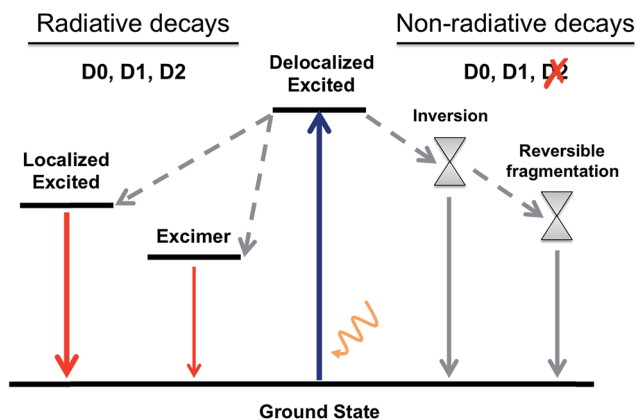 Radiative decays
Non-radiative decays
D0, D1, D2
D0, D1, D2
Delocalized
Excited
Inversion
Reversible
fragmentation
Localized
Excited
Excimer
Ground State